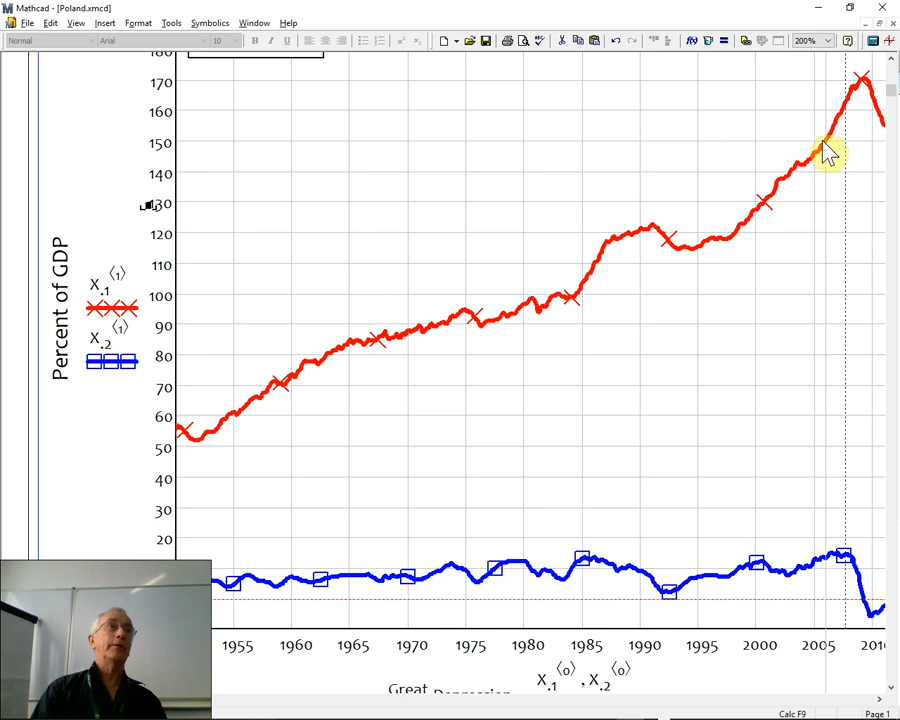 Mathcad - [Poland.xmcd]
File Edit View Insert Format Tools Symbolics Window Help
Normal Arial 10 B I U 200%
180
170
160
150
140
130
120
110
100
90
80
70
60
50
40
30
20
Percent of GDP
X.1⟨1⟩
X.2⟨1⟩
1955 1960 1965 1970 1975 1980 1985 1990 1995 2000 2005 2010
X.1⟨0⟩ , X.2⟨0⟩
Great Depression
Calc F9 Page 1